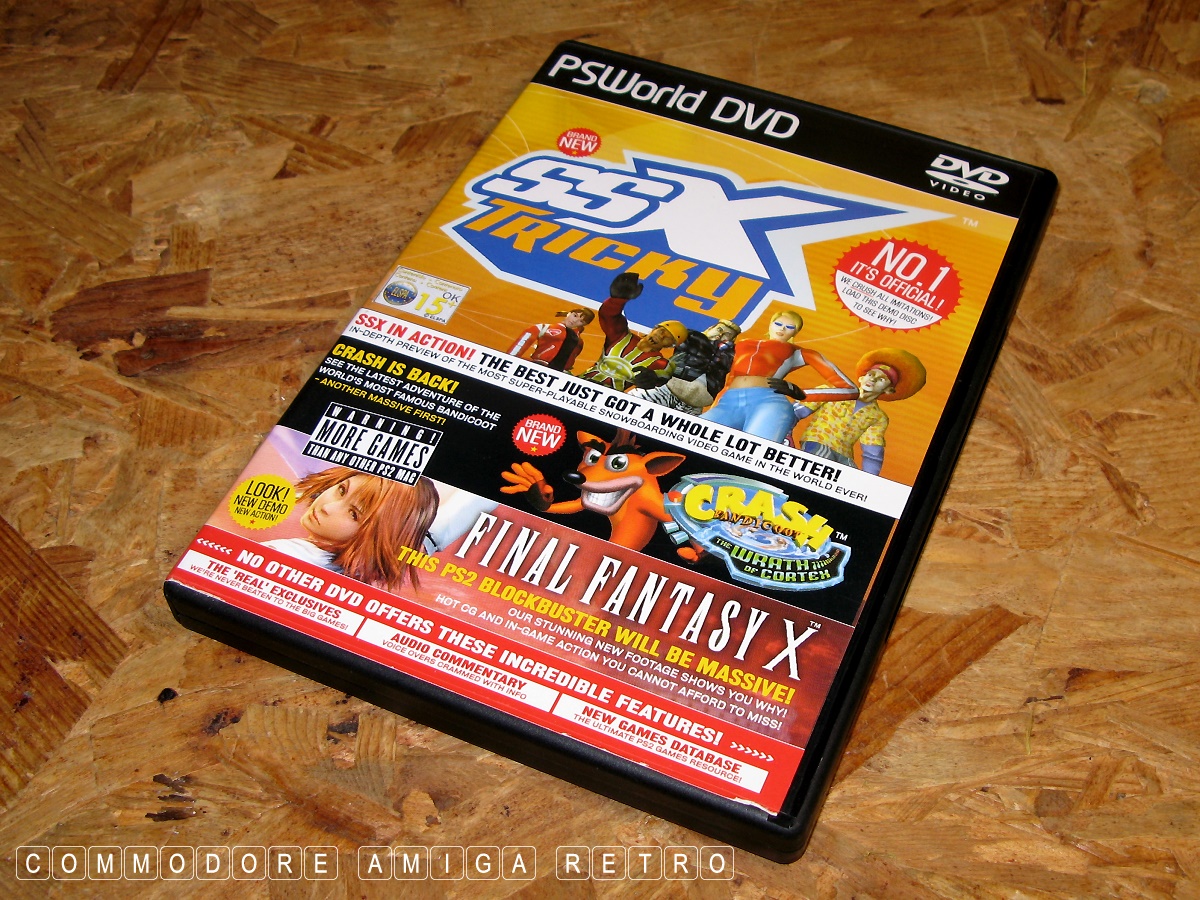 PSWorld DVD
DVD
VIDEO
BRAND
NEW
SSX
TRICKY
TM
NO.1
IT'S OFFICIAL!
WE CRUSH ALL IMITATIONS!
LOAD THIS DEMO DISC
TO SEE WHY!
ELSPA
15
OK
© ELSPA
SSX IN ACTION! THE BEST JUST GOT A WHOLE LOT BETTER!
IN-DEPTH PREVIEW OF THE MOST SUPER-PLAYABLE SNOWBOARDING VIDEO GAME IN THE WORLD EVER!
CRASH IS BACK!
SEE THE LATEST ADVENTURE OF THE
WORLD'S MOST FAMOUS BANDICOOT
- ANOTHER MASSIVE FIRST!
WARNING!
MORE GAMES
THAN ANY OTHER PS2 MAG
BRAND
NEW
CRASH
BANDICOOT
TM
THE WRATH
OF CORTEX
LOOK!
NEW DEMO
NEW ACTION!
FINAL FANTASY X
TM
THIS PS2 BLOCKBUSTER WILL BE MASSIVE!
OUR STUNNING NEW FOOTAGE SHOWS YOU WHY!
HOT CG AND IN-GAME ACTION YOU CANNOT AFFORD TO MISS!
<<<<<< NO OTHER DVD OFFERS THESE INCREDIBLE FEATURES! >>>>>>
THE 'REAL' EXCLUSIVES
WE'RE NEVER BEATEN TO THE BIG GAMES!
AUDIO COMMENTARY
VOICE OVERS CRAMMED WITH INFO
NEW GAMES DATABASE
THE ULTIMATE PS2 GAMES RESOURCE!
COMMODORE AMIGA RETRO